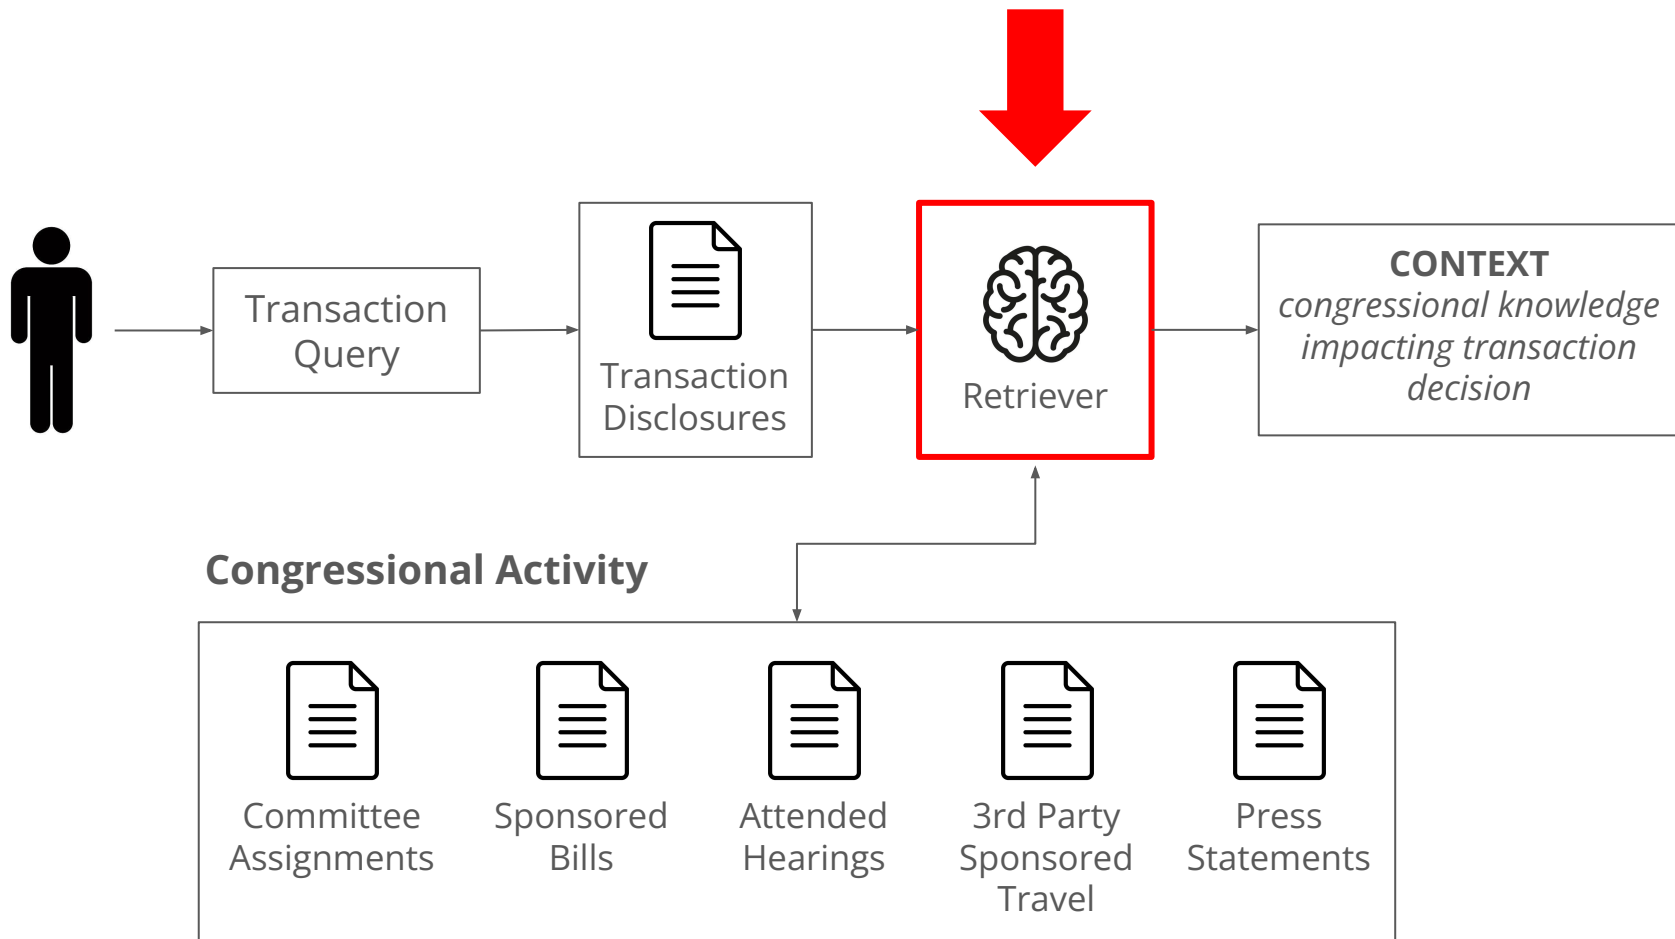 Transaction
Query
Transaction
Disclosures
Retriever
CONTEXT
congressional knowledge
impacting transaction
decision
Congressional Activity
Committee
Assignments
Sponsored
Bills
Attended
Hearings
3rd Party
Sponsored
Travel
Press
Statements